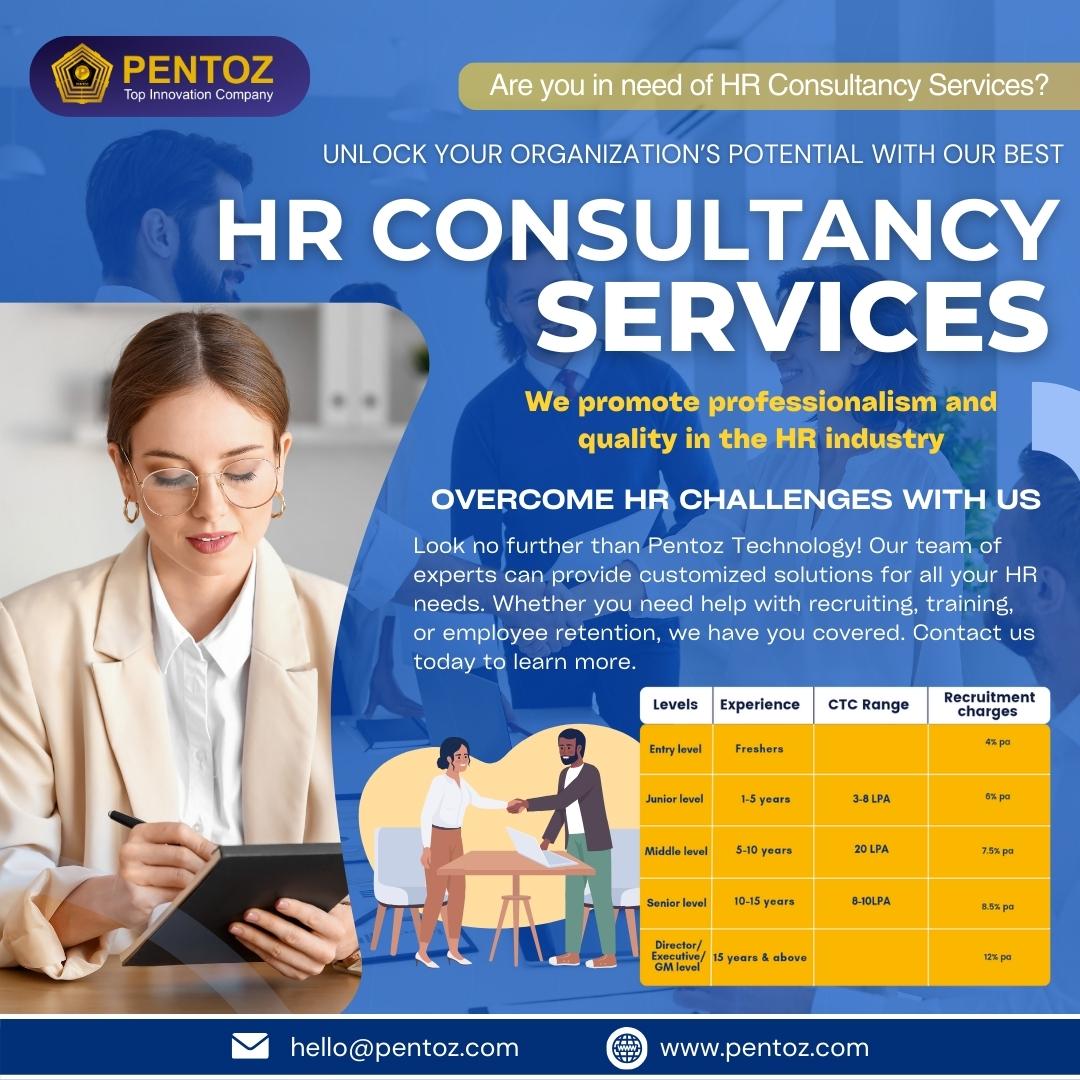 PENTOZ
Top Innovation Company
Are you in need of HR Consultancy Services?
UNLOCK YOUR ORGANIZATION'S POTENTIAL WITH OUR BEST
HR CONSULTANCY
SERVICES
We promote professionalism and
quality in the HR industry
OVERCOME HR CHALLENGES WITH US
Look no further than Pentoz Technology! Our team of
experts can provide customized solutions for all your HR
needs. Whether you need help with recruiting, training,
or employee retention, we have you covered. Contact us
today to learn more.
Levels Experience CTC Range Recruitment charges
Entry level Freshers 4% pa
Junior level 1-5 years 3-8 LPA 6% pa
Middle level 5-10 years 20 LPA 7.5% pa
Senior level 10-15 years 8-10LPA 8.5% pa
Director/ Executive/ GM level 15 years & above 12% pa
hello@pentoz.com www.pentoz.com